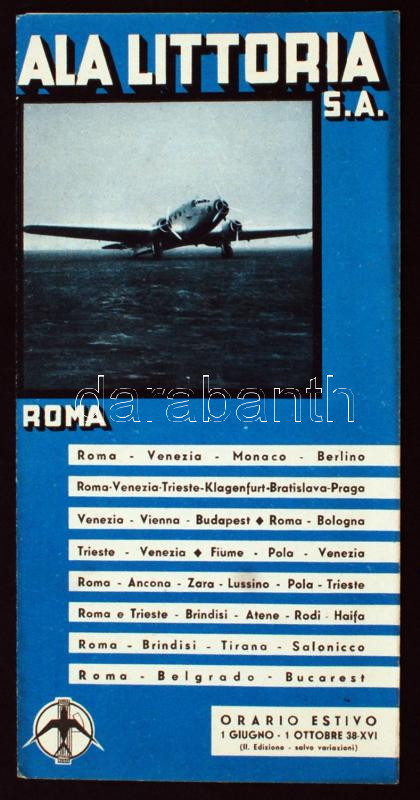 ALA LITTORIA
S.A.
darabanth
ROMA
Roma - Venezia - Monaco - Berlino
Roma-Venezia-Trieste-Klagenfurt-Bratislava-Praga
Venezia - Vienna - Budapest ◆ Roma - Bologna
Trieste - Venezia ◆ Fiume - Pola - Venezia
Roma - Ancona - Zara - Lussino - Pola - Trieste
Roma e Trieste - Brindisi - Atene - Rodi - Haifa
Roma - Brindisi - Tirana - Salonicco
Roma - Belgrado - Bucarest
ORARIO ESTIVO
1 GIUGNO - 1 OTTOBRE 38-XVI
(II. Edizione - salvo variazioni)